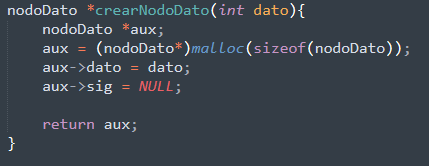 nodoDato *crearNodoDato(int dato){
    nodoDato *aux;
    aux = (nodoDato*)malloc(sizeof(nodoDato));
    aux->dato = dato;
    aux->sig = NULL;

    return aux;
}